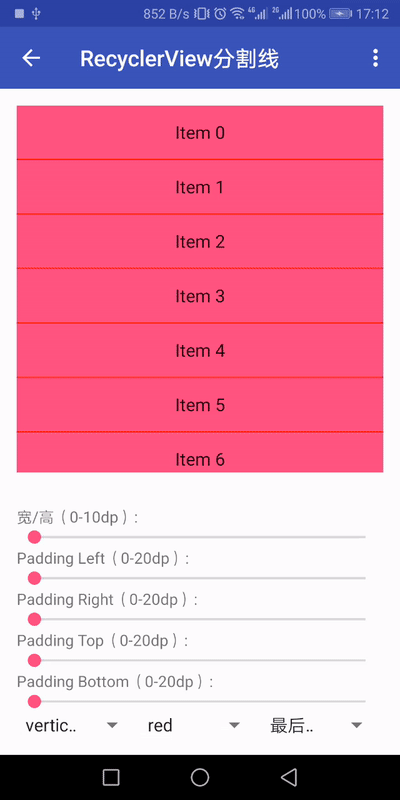 852 B/s 4G 2G 100% 17:12
RecyclerView分割线
Item 0
Item 1
Item 2
Item 3
Item 4
Item 5
Item 6
宽/高（0-10dp）:
Padding Left（0-20dp）:
Padding Right（0-20dp）:
Padding Top（0-20dp）:
Padding Bottom（0-20dp）:
vertic.. red 最后..